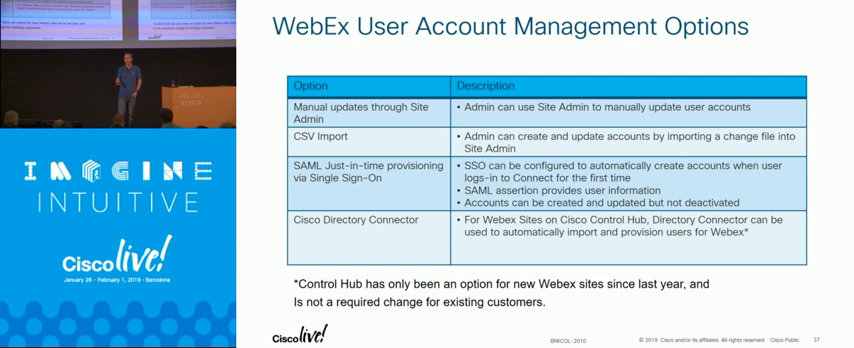 WebEx User Account Management Options
Option
Description
Manual updates through Site
Admin
• Admin can use Site Admin to manually update user accounts
CSV Import
• Admin can create and update accounts by importing a change file into
Site Admin
SAML Just-in-time provisioning
via Single Sign-On
• SSO can be configured to automatically create accounts when user
logs-in to Connect for the first time
• SAML assertion provides user information
• Accounts can be created and updated but not deactivated
Cisco Directory Connector
• For Webex Sites on Cisco Control Hub, Directory Connector can be
used to automatically import and provision users for Webex*
*Control Hub has only been an option for new Webex sites since last year, and
Is not a required change for existing customers.
Cisco live!
BRKCOL-2010
© 2019 Cisco and/or its affiliates. All rights reserved. Cisco Public
37
IMAGINE
INTUITIVE
Cisco live!
January 28 - February 1, 2019 • Barcelona
CISCO